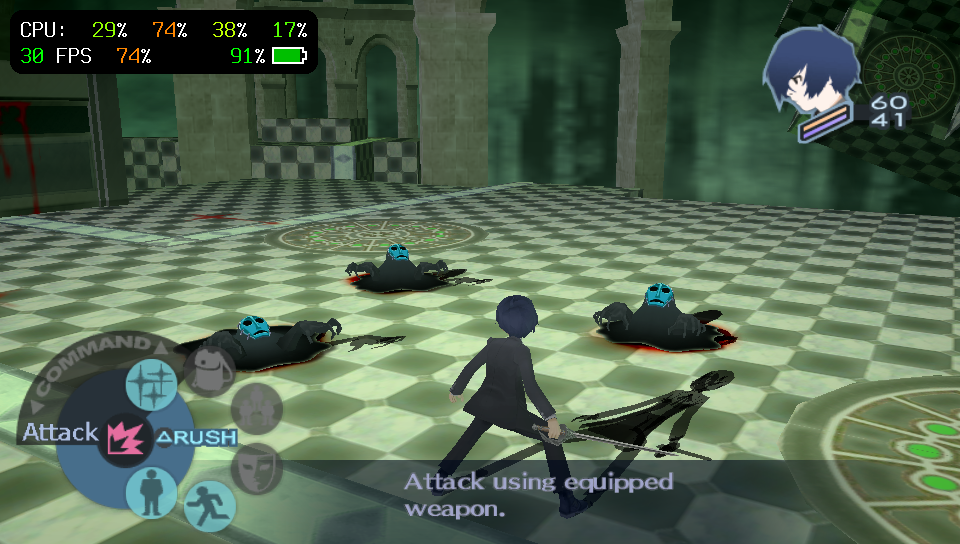 CPU: 29% 74% 38% 17%
30 FPS 74% 91%
60
41
COMMAND
Attack
△RUSH
Attack using equipped
weapon.